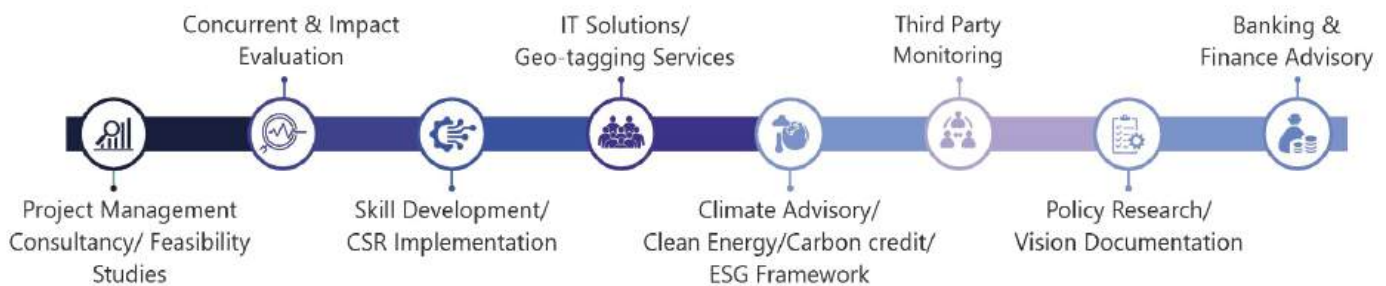 Concurrent & Impact
Evaluation
IT Solutions/
Geo-tagging Services
Third Party
Monitoring
Banking &
Finance Advisory
Project Management
Consultancy/ Feasibility
Studies
Skill Development/
CSR Implementation
Climate Advisory/
Clean Energy/Carbon credit/
ESG Framework
Policy Research/
Vision Documentation